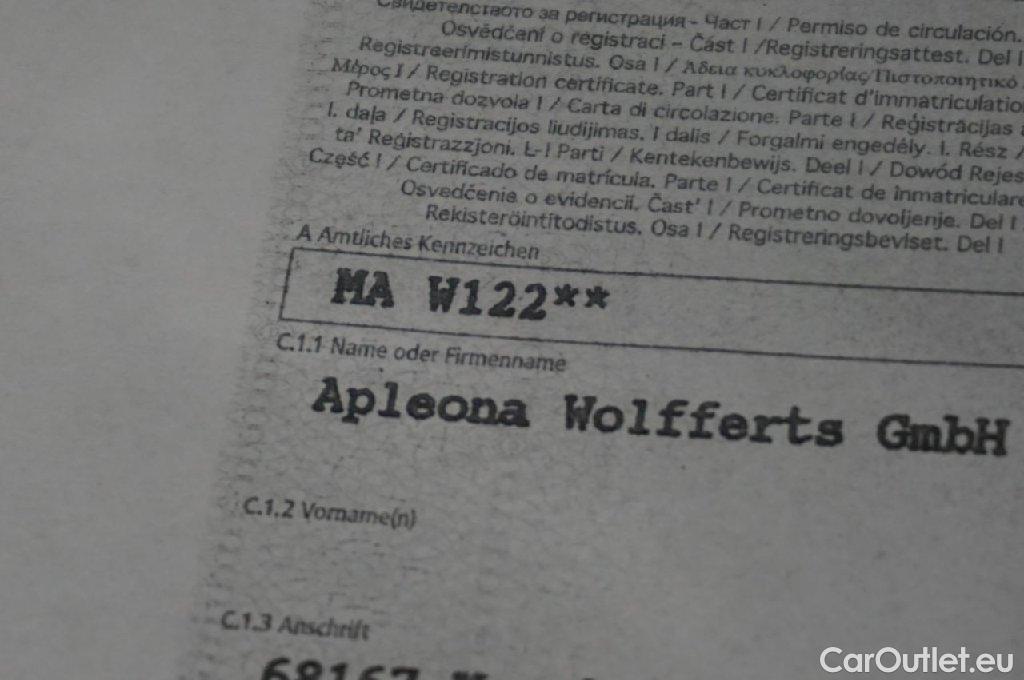 Свидетелство за регистрация - Част I / Permiso de circulación.
Osvědčení o registraci – Část I /Registreringsattest. Del I
Registreerimistunnistus. Osa I / Άδεια κυκλοφορίας/Πιστοποιητικό
Μέρος I / Registration certificate. Part I / Certificat d'immatriculatio
Prometna dozvola I / Carta di circolazione. Parte I / Reģistrācijas
I. daļa / Registracijos liudijimas. I dalis / Forgalmi engedély. I. Rész /
ta' Reġistrazzjoni. L-I Parti / Kentekenbewijs. Deel I / Dowód Rejes
Część I / Certificado de matrícula. Parte I / Certificat de înmatriculare
Osvedčenie o evidencii. Čast' I / Prometno dovoljenje. Del I
Rekisteröintitodistus. Osa I / Registreringsbeviset. Del I
A Amtliches Kennzeichen
MA W122**
C.1.1 Name oder Firmenname
Apleona Wolfferts GmbH
C.1.2 Vorname(n)
C.1.3 Anschrift
68167
CarOutlet.eu